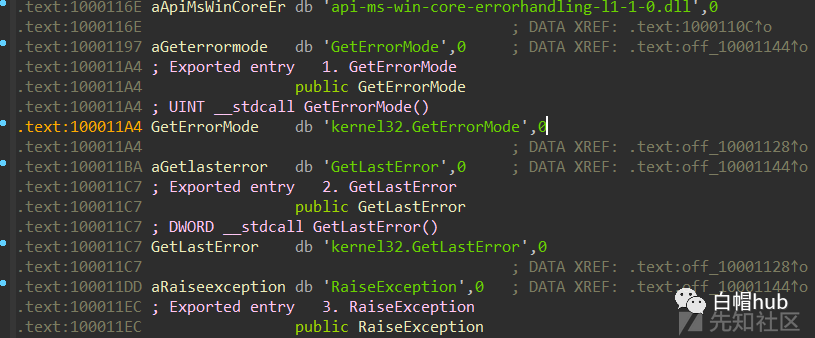 .text:1000116E aApiMsWinCoreEr db 'api-ms-win-core-errorhandling-l1-1-0.dll',0
.text:1000116E ; DATA XREF: .text:1000110C↑o
.text:10001197 aGeterrormode db 'GetErrorMode',0 ; DATA XREF: .text:off_10001144↑o
.text:100011A4 ; Exported entry 1. GetErrorMode
.text:100011A4 public GetErrorMode
.text:100011A4 ; UINT __stdcall GetErrorMode()
.text:100011A4 GetErrorMode db 'kernel32.GetErrorMode',0
.text:100011A4 ; DATA XREF: .text:off_10001128↑o
.text:100011BA aGetlasterror db 'GetLastError',0 ; DATA XREF: .text:off_10001144↑o
.text:100011C7 ; Exported entry 2. GetLastError
.text:100011C7 public GetLastError
.text:100011C7 ; DWORD __stdcall GetLastError()
.text:100011C7 GetLastError db 'kernel32.GetLastError',0
.text:100011C7 ; DATA XREF: .text:off_10001128↑o
.text:100011DD aRaiseexception db 'RaiseException',0 ; DATA XREF: .text:off_10001144↑o
.text:100011EC ; Exported entry 3. RaiseException
.text:100011EC public RaiseException
白帽hub
先知社区